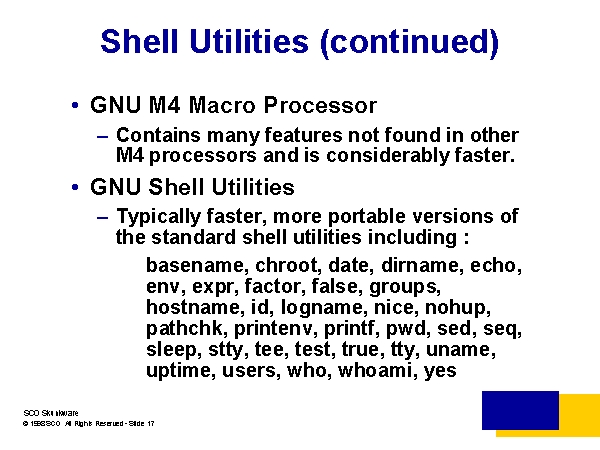 Shell Utilities (continued)
• GNU M4 Macro Processor
– Contains many features not found in other
M4 processors and is considerably faster.
• GNU Shell Utilities
– Typically faster, more portable versions of
the standard shell utilities including :
basename, chroot, date, dirname, echo,
env, expr, factor, false, groups,
hostname, id, logname, nice, nohup,
pathchk, printenv, printf, pwd, sed, seq,
sleep, stty, tee, test, true, tty, uname,
uptime, users, who, whoami, yes
SCO Skunkware
© 1998SCO All Rights Reserved - Slide 17